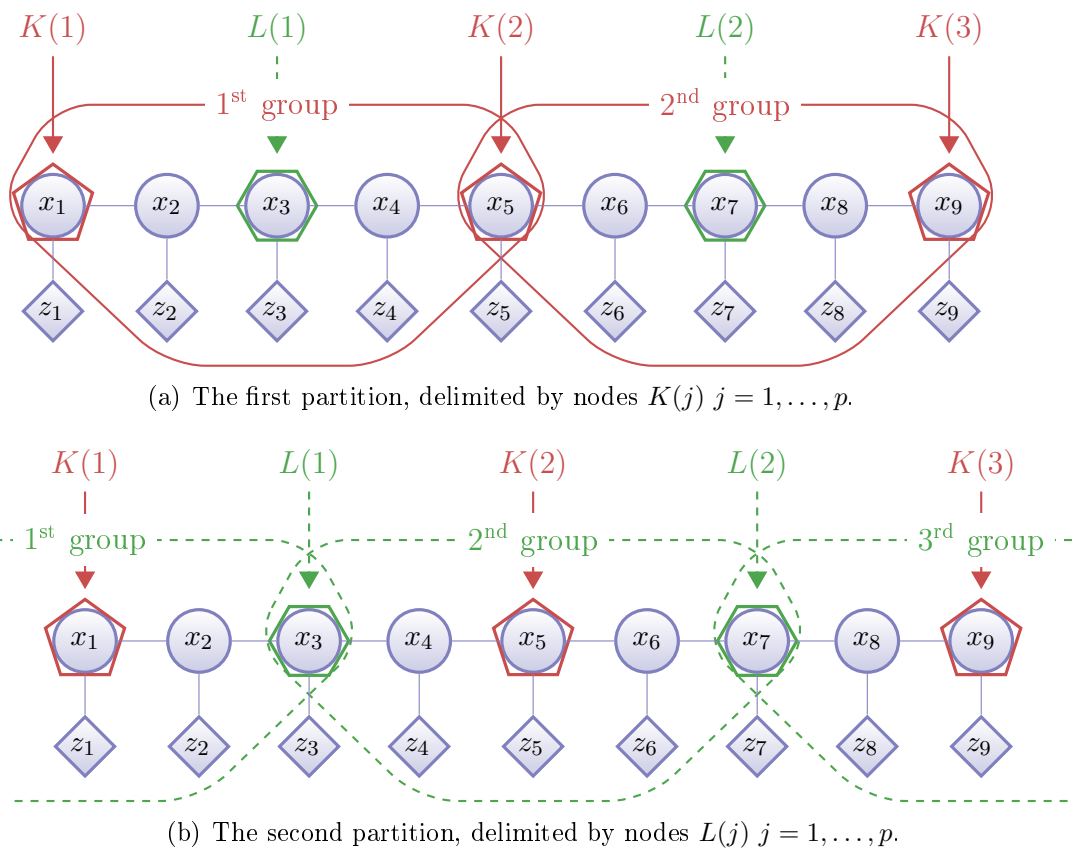 K(1) L(1) K(2) L(2) K(3)
1st group 2nd group
x1 x2 x3 x4 x5 x6 x7 x8 x9
z1 z2 z3 z4 z5 z6 z7 z8 z9
(a) The first partition, delimited by nodes K(j) j = 1, . . . , p.
K(1) L(1) K(2) L(2) K(3)
1st group 2nd group 3rd group
x1 x2 x3 x4 x5 x6 x7 x8 x9
z1 z2 z3 z4 z5 z6 z7 z8 z9
(b) The second partition, delimited by nodes L(j) j = 1, . . . , p.